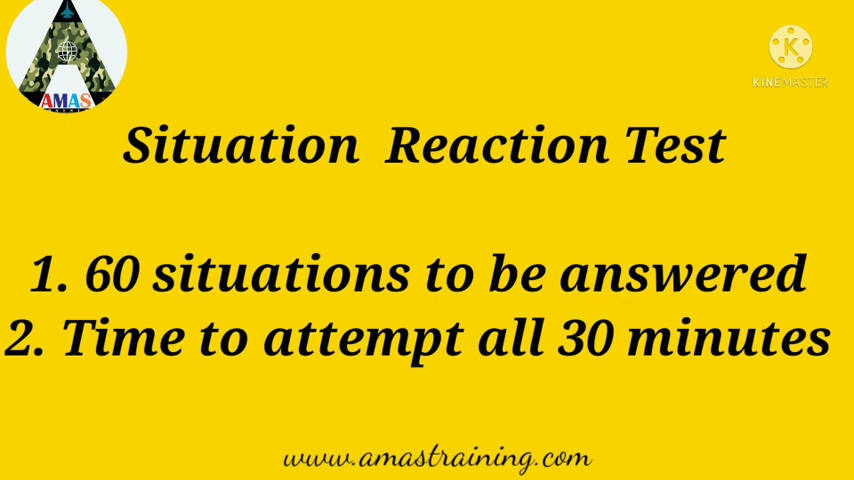 AMAS
KINEMASTER
Situation Reaction Test
1. 60 situations to be answered
2. Time to attempt all 30 minutes
www.amastraining.com